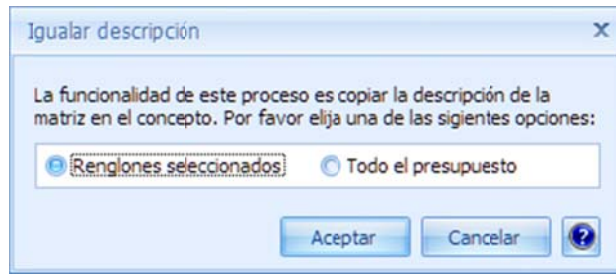 Igualar descripción
La funcionalidad de este proceso es copiar la descripción de la
matriz en el concepto. Por favor elija una de las sigientes opciones:
Renglones seleccionados Todo el presupuesto
Aceptar Cancelar